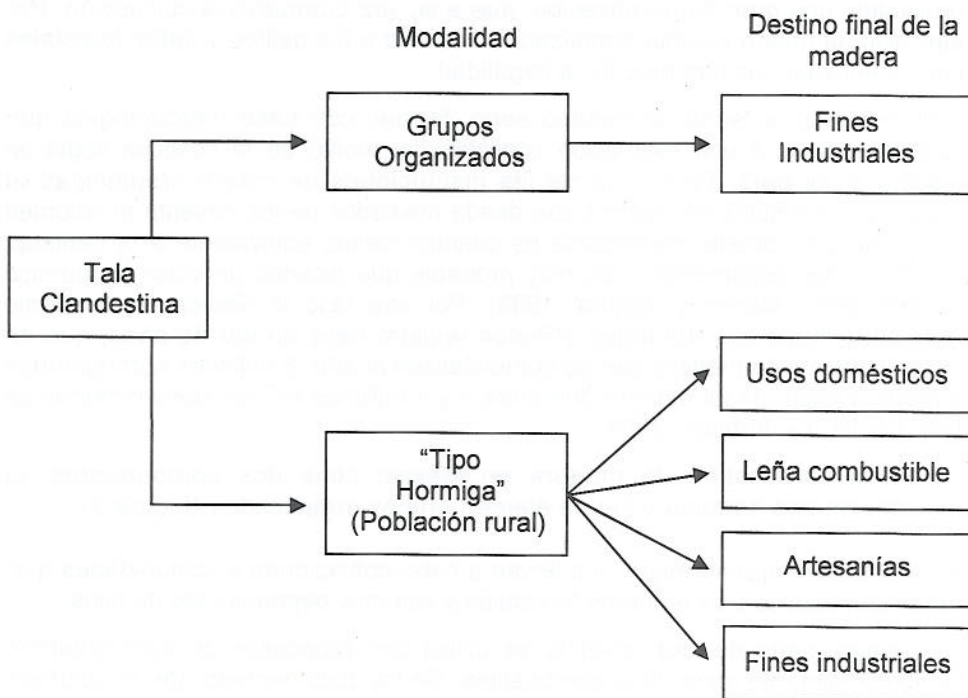 Modalidad
Destino final de la
madera
Grupos
Organizados
Fines
Industriales
Tala
Clandestina
"Tipo
Hormiga"
(Población rural)
Usos domésticos
Leña combustible
Artesanías
Fines industriales